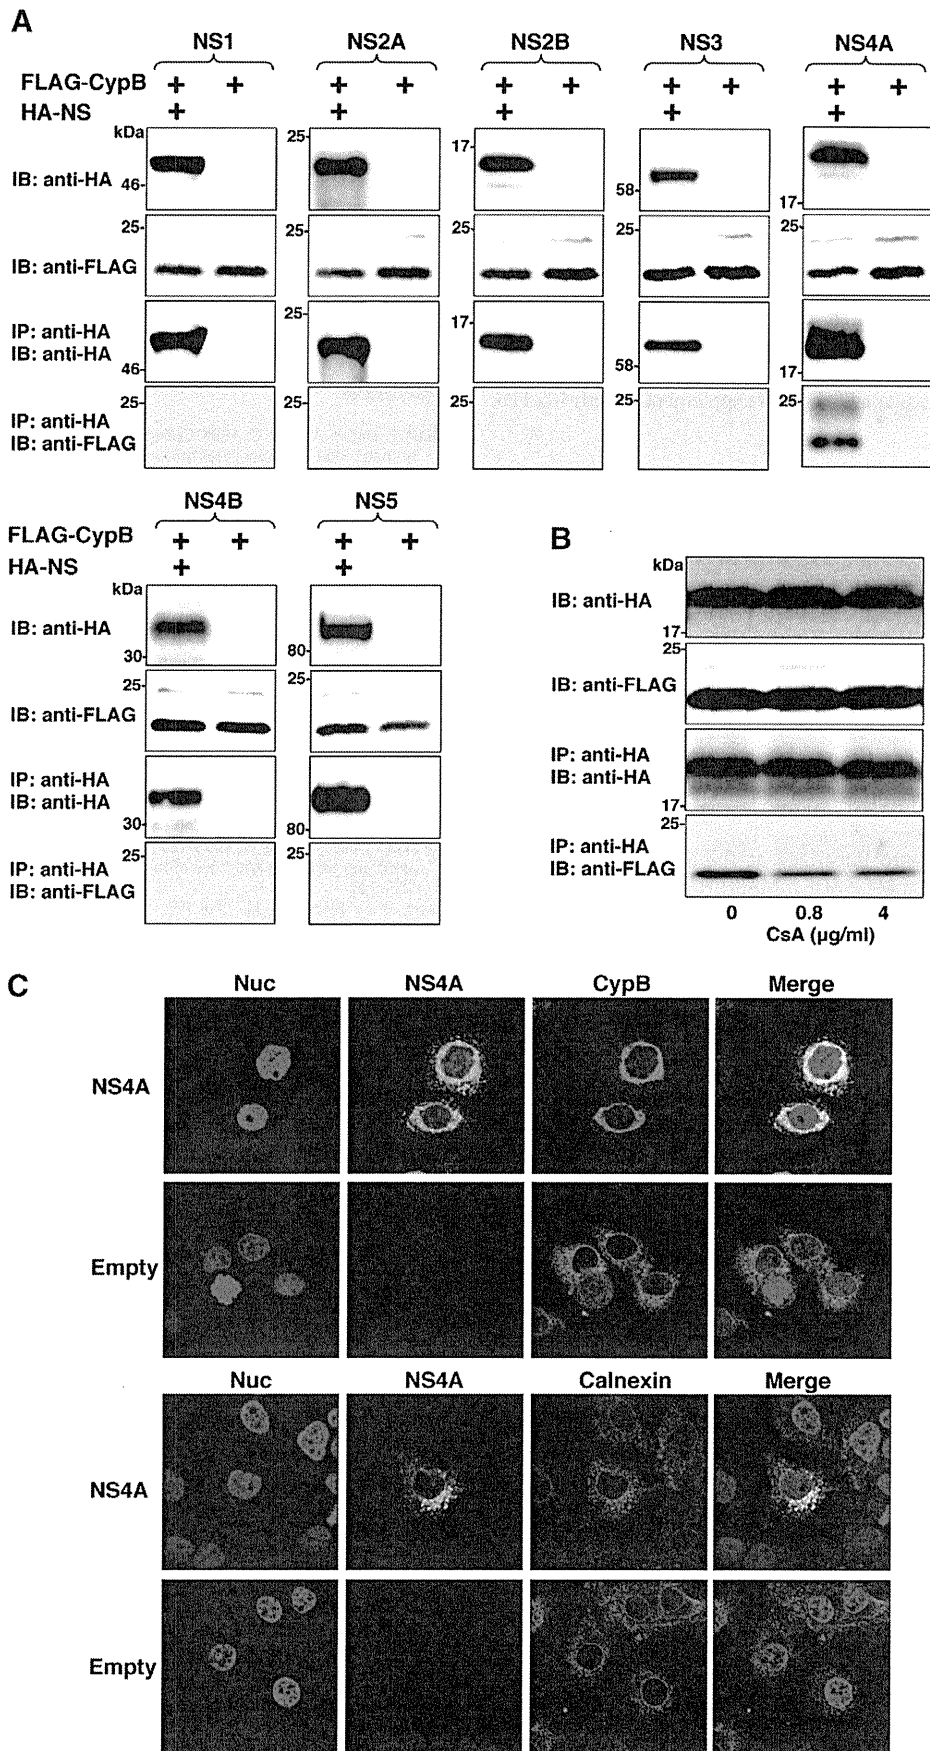 A
NS1 NS2A NS2B NS3 NS4A
FLAG-CypB + + + + + + + + + +
HA-NS + + + + +
kDa
IB: anti-HA 46- 25- 17- 58- 17-
IB: anti-FLAG 25- 25- 25- 25- 25-
IP: anti-HA
IB: anti-HA 46- 25- 17- 58- 17-
IP: anti-HA
IB: anti-FLAG 25- 25- 25- 25- 25-
NS4B NS5
FLAG-CypB + + + +
HA-NS + +
kDa
IB: anti-HA 30- 80-
IB: anti-FLAG 25- 25-
IP: anti-HA
IB: anti-HA 30- 80-
IP: anti-HA
IB: anti-FLAG 25- 25-
B
kDa
IB: anti-HA 17-
IB: anti-FLAG 25-
IP: anti-HA
IB: anti-HA 17-
IP: anti-HA
IB: anti-FLAG 25-
0 0.8 4
CsA (µg/ml)
C
Nuc NS4A CypB Merge
NS4A
Empty
Nuc NS4A Calnexin Merge
NS4A
Empty